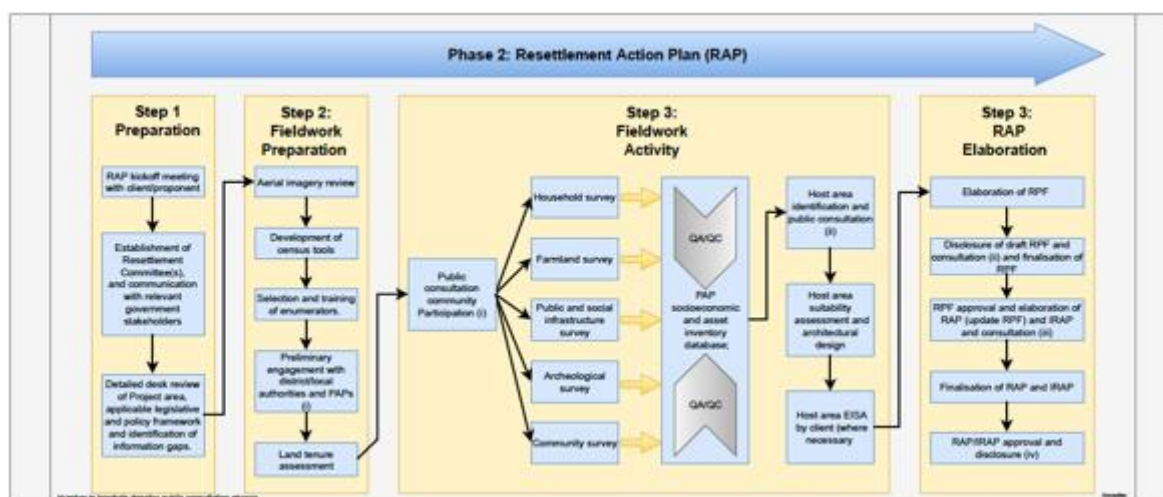 Phase 2: Resettlement Action Plan (RAP)
Step 1
Preparation
RAP kickoff meeting
with client/proponent
Establishment of
Resettlement
Committee(s),
and communication with
relevant
government
stakeholders
Detailed desk review
of Project area,
applicable legislative
and policy framework
and identification of
information gaps.
Step 2:
Fieldwork
Preparation
Aerial imagery review
Development of
census tools
Selection and training
of enumerators.
Preliminary
engagement with
district/local
authorities and PAPs
(i)
Land tenure
assessment
Step 3:
Fieldwork
Activity
Public
consultation
community
Participation (i)
Household survey
Farmland survey
Public and social
infrastructure
survey
Archeological
survey
Community survey
QA/QC
PAP
socioeconomic
and asset
inventory
database;
QA/QC
Host area
identification and
public consultation
(ii)
Host area
suitability
assessment and
architectural
design
Host area EISA
by client (where
necessary
Step 3:
RAP
Elaboration
Elaboration of RPF
Disclosure of draft RPF and
consultation (ii) and finalisation of
RPF
RPF approval and elaboration of
RAP (update RPF) and IRAP
and consultation (iii)
Finalisation of RAP and IRAP
RAP/IRAP approval and
disclosure (iv)